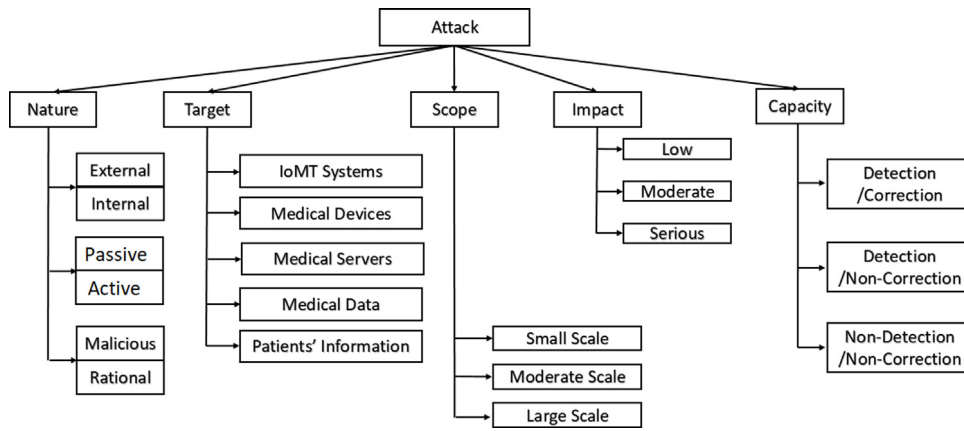 Attack
Nature
Target
Scope
Impact
Capacity
External
Internal
Passive
Active
Malicious
Rational
IoMT Systems
Medical Devices
Medical Servers
Medical Data
Patients' Information
Small Scale
Moderate Scale
Large Scale
Low
Moderate
Serious
Detection
/Correction
Detection
/Non-Correction
Non-Detection
/Non-Correction